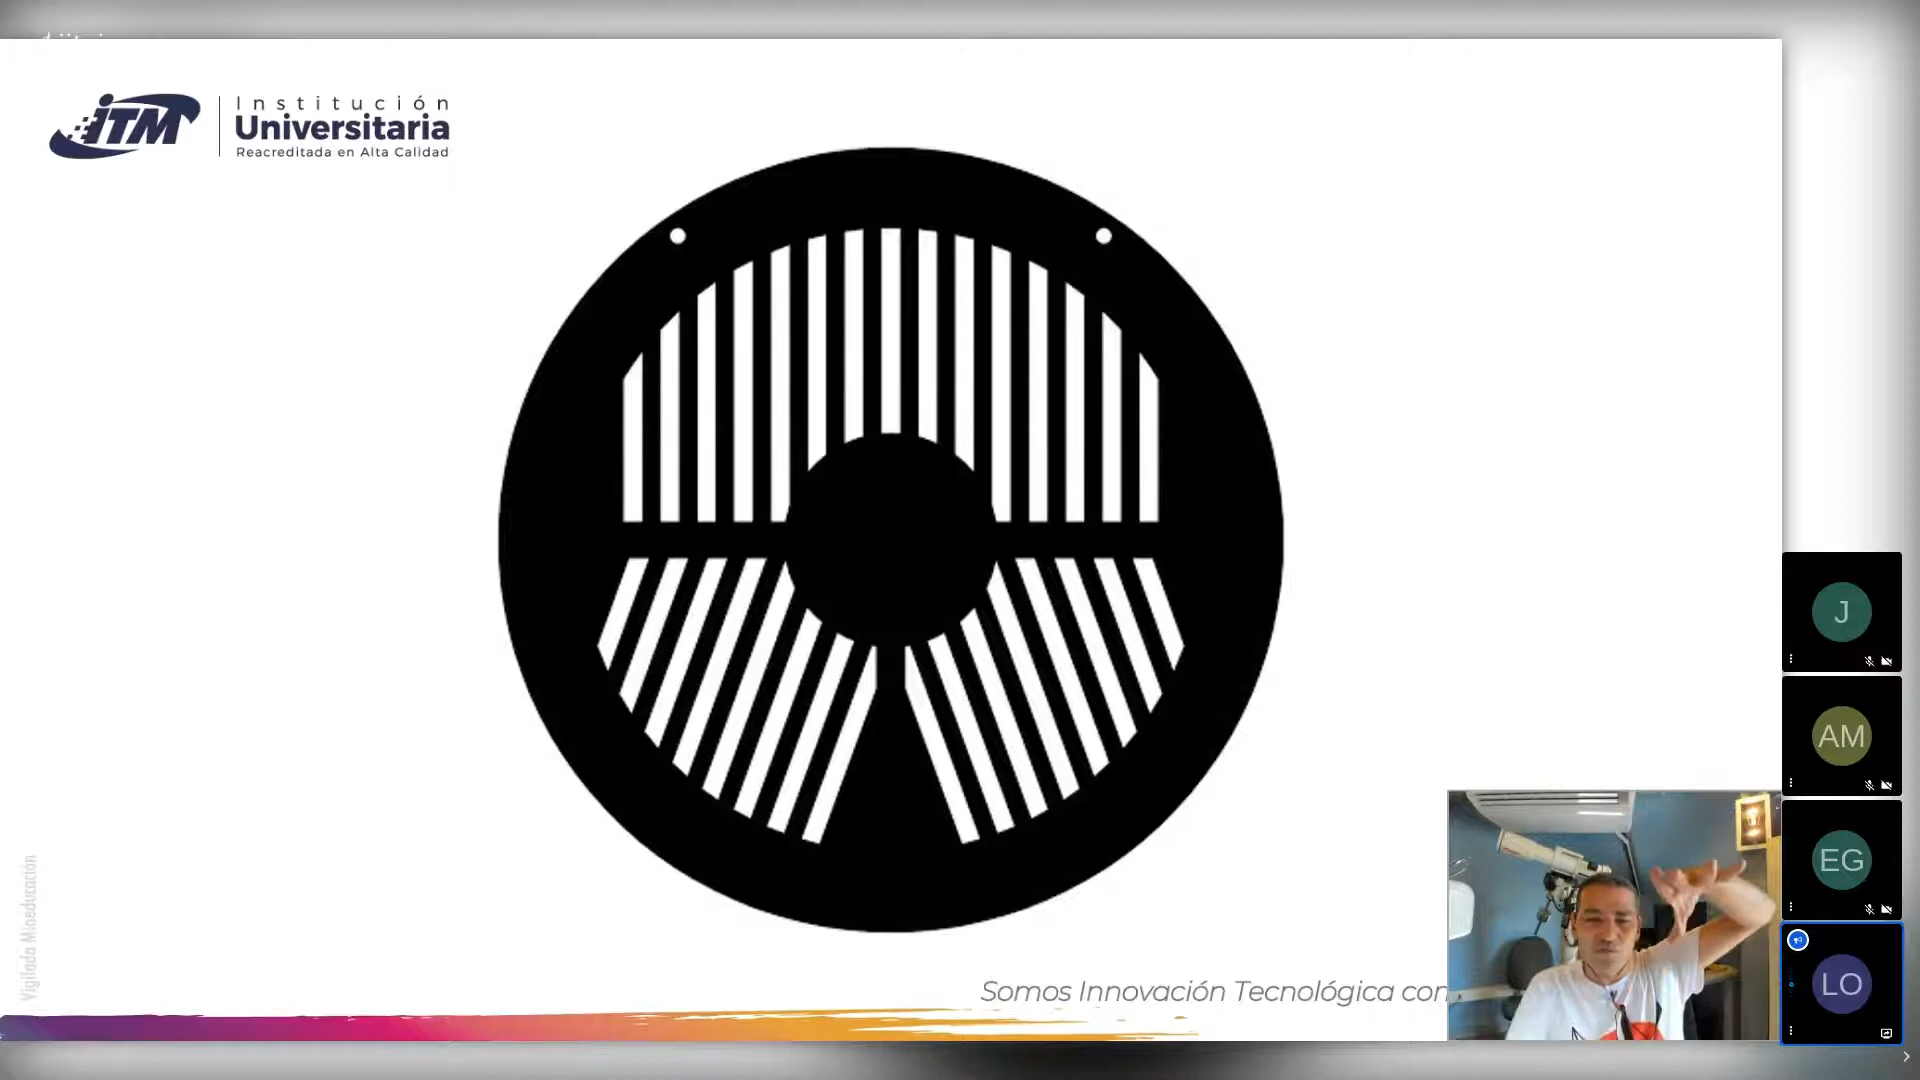 iTM
Institución
Universitaria
Reacreditada en Alta Calidad
J
AM
EG
LO
Vigilada Mineducación
Somos Innovación Tecnológica con